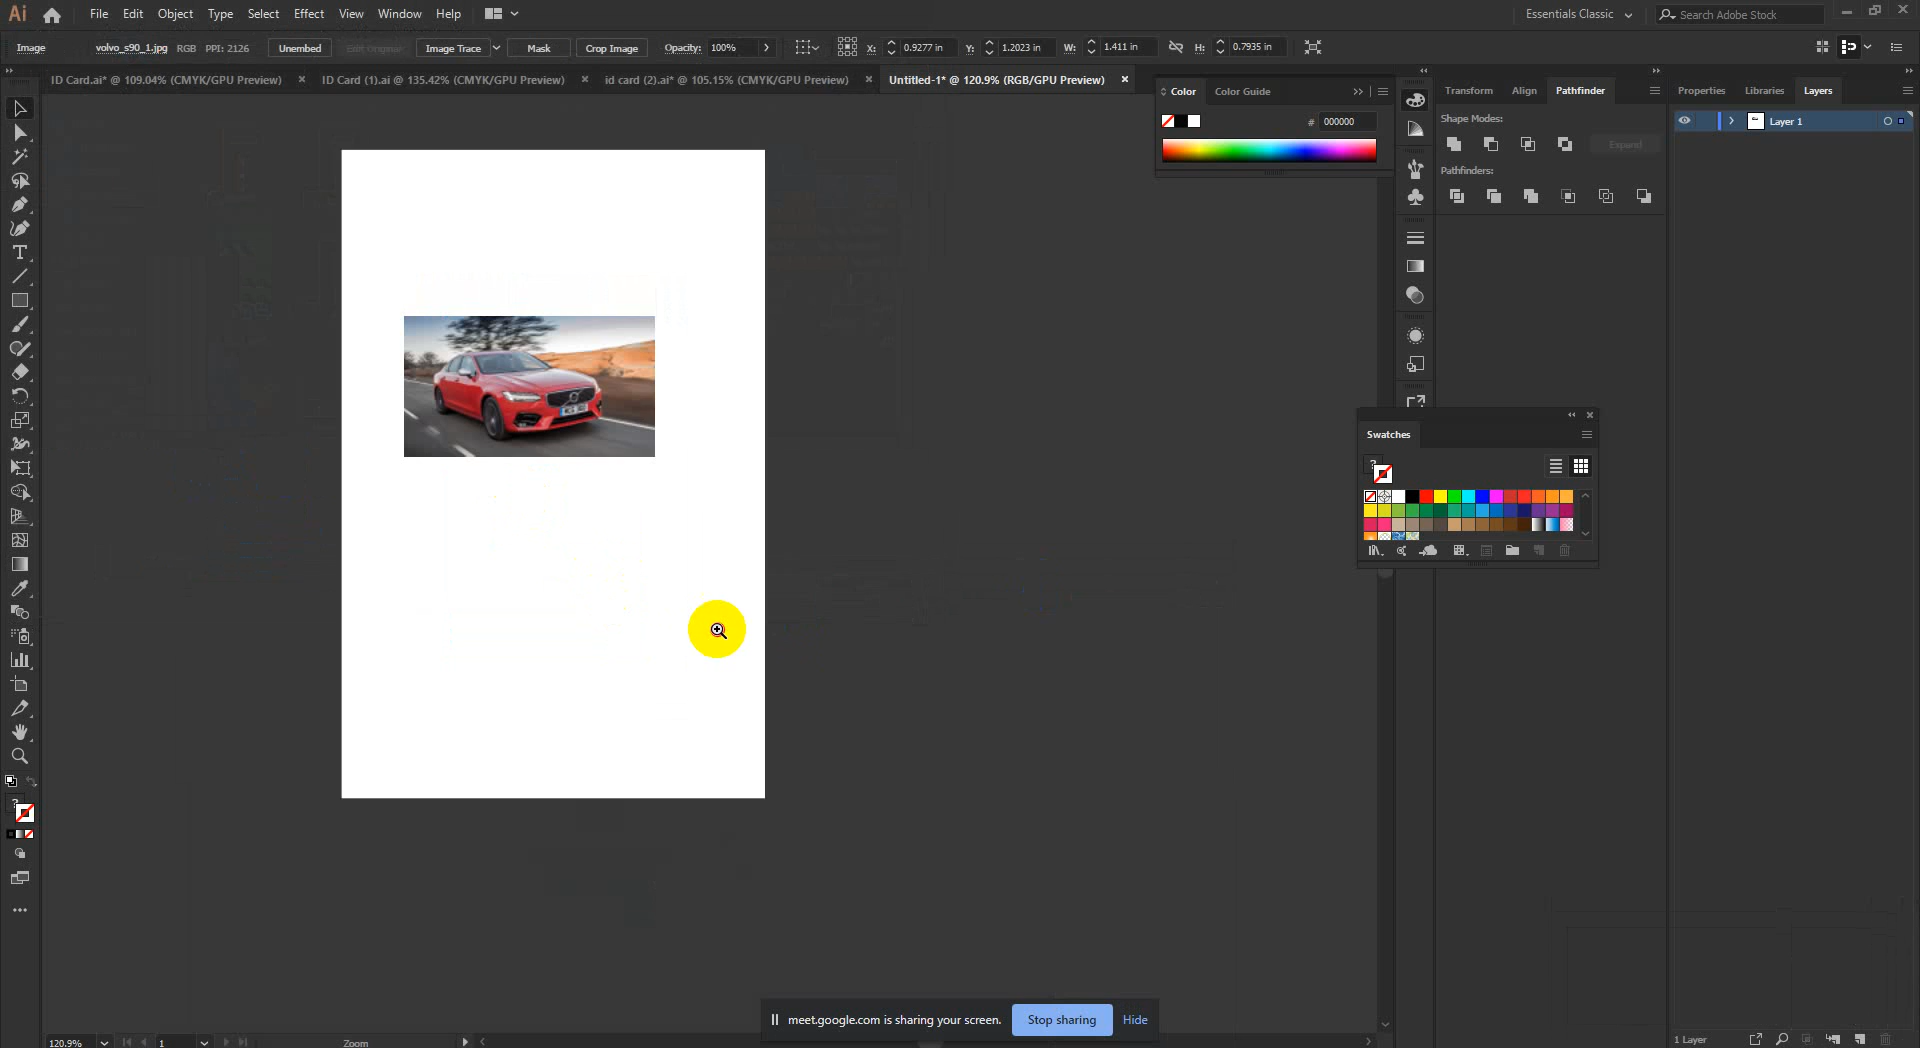 Ai File Edit Object Type Select Effect View Window Help Essentials Classic Search Adobe Stock
Image volvo_s90_1.jpg RGB PPI: 2126 Unembed Edit Original Image Trace Mask Crop Image Opacity: 100% X: 0.9277 in Y: 1.2023 in W: 1.411 in H: 0.7935 in
ID Card.ai* @ 109.04% (CMYK/GPU Preview) ID Card (1).ai @ 135.42% (CMYK/GPU Preview) id card (2).ai* @ 105.15% (CMYK/GPU Preview) Untitled-1* @ 120.9% (RGB/GPU Preview)
Color Color Guide Transform Align Pathfinder Properties Libraries Layers
# 000000 Shape Modes: Layer 1
Expand
Pathfinders:
Swatches
meet.google.com is sharing your screen. Stop sharing Hide
120.9% 1 Zoom 1 Layer